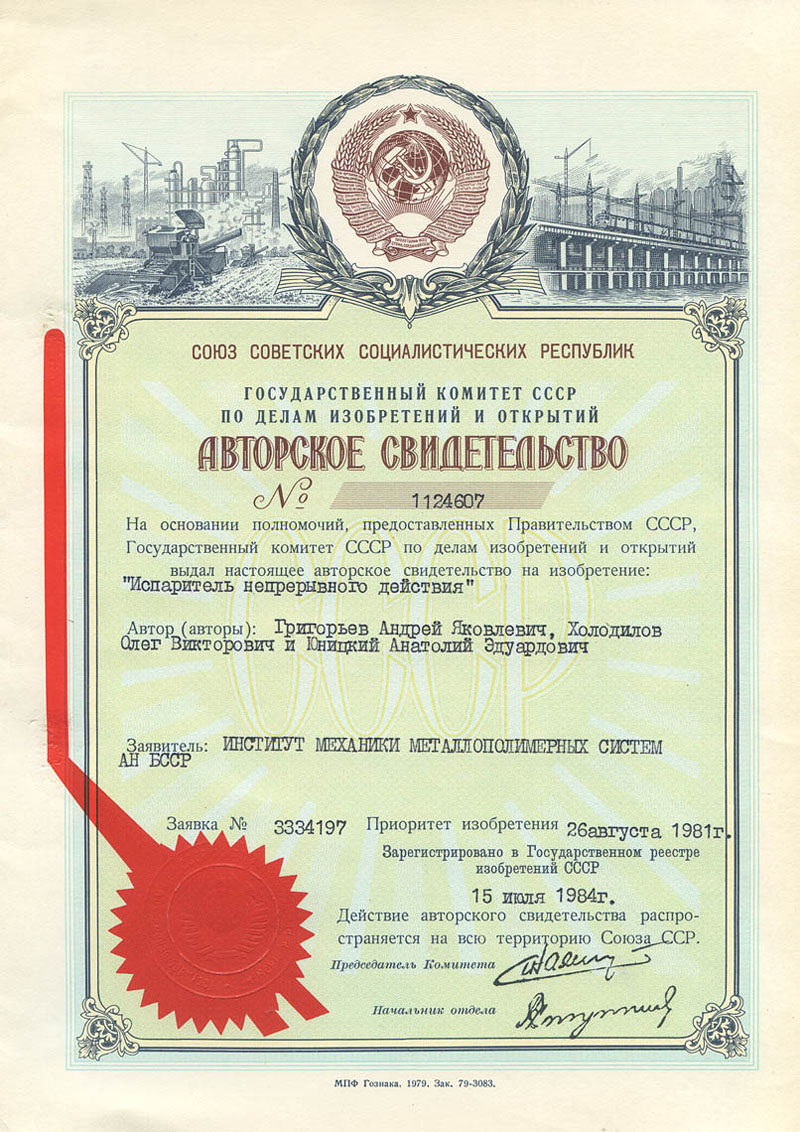 СОЮЗ СОВЕТСКИХ СОЦИАЛИСТИЧЕСКИХ РЕСПУБЛИК
ГОСУДАРСТВЕННЫЙ КОМИТЕТ СССР
ПО ДЕЛАМ ИЗОБРЕТЕНИЙ И ОТКРЫТИЙ
АВТОРСКОЕ СВИДЕТЕЛЬСТВО
№ 1124607
На основании полномочий, предоставленных Правительством СССР,
Государственный комитет СССР по делам изобретений и открытий
выдал настоящее авторское свидетельство на изобретение:
"Испаритель непрерывного действия"
Автор (авторы): Григорьев Андрей Яковлевич, Холодилов
Олег Викторович и Юницкий Анатолий Эдуардович
СССР
Заявитель: ИНСТИТУТ МЕХАНИКИ МЕТАЛЛОПОЛИМЕРНЫХ СИСТЕМ
АН БССР
Заявка № 3334197 Приоритет изобретения 26августа 1981г.
Зарегистрировано в Государственном реестре
изобретений СССР
15 июля 1984г.
Действие авторского свидетельства распро-
страняется на всю территорию Союза ССР.
Председатель Комитета
Начальник отдела
МПФ Гознака. 1979. Зак. 79-3083.